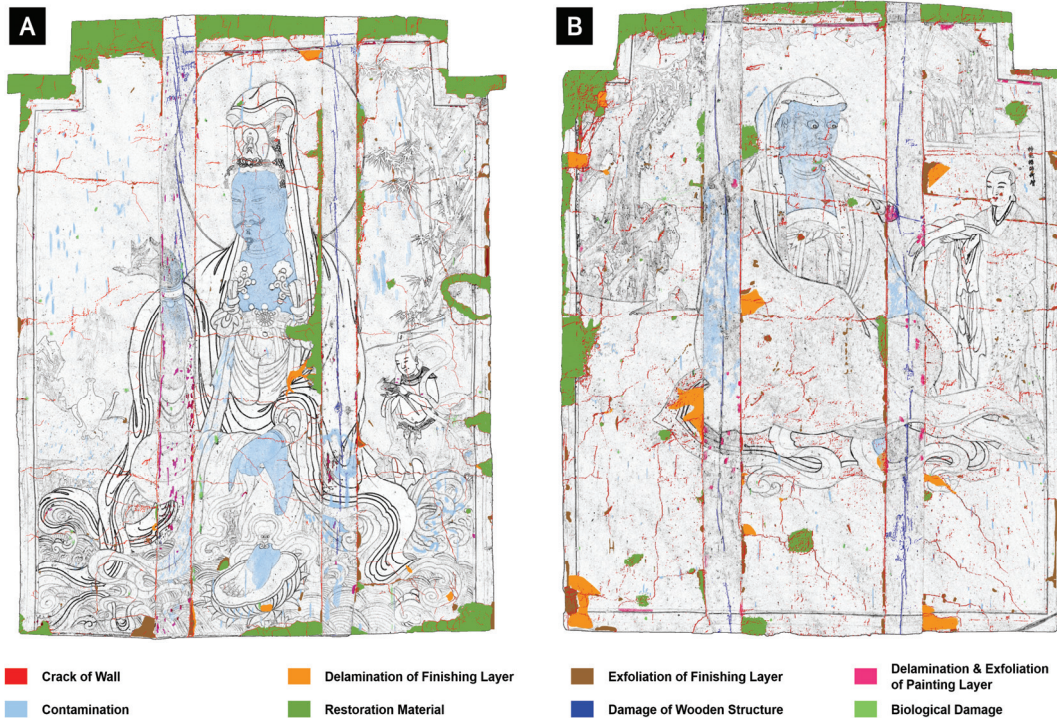 A
B
Crack of Wall
Delamination of Finishing Layer
Exfoliation of Finishing Layer
Delamination & Exfoliation
of Painting Layer
Contamination
Restoration Material
Damage of Wooden Structure
Biological Damage